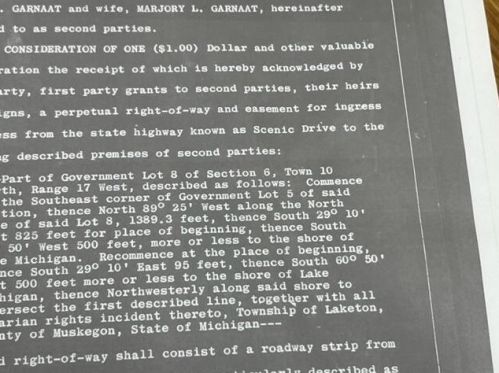 . GARNAAT and wife, MARJORY L. GARNAAT, hereinafter
d to as second parties.
CONSIDERATION OF ONE ($1.00) Dollar and other valuable
ration the receipt of which is hereby acknowledged by
arty, first party grants to second parties, their heirs
igns, a perpetual right-of-way and easement for ingress
ess from the state highway known as Scenic Drive to the
ng described premises of second parties:
Part of Government Lot 8 of Section 6, Town 10
rth, Range 17 West, described as follows: Commence
the Southeast corner of Government Lot 5 of said
tion, thence North 89° 25' West along the North
e of said Lot 8, 1389.3 feet, thence South 29° 10'
t 825 feet for place of beginning, thence South
50' West 500 feet, more or less to the shore of
e Michigan. Recommence at the place of beginning,
nce South 29° 10' East 95 feet, thence South 60° 50'
t 500 feet more or less to the shore of Lake
higan, thence Northwesterly along said shore to
ersect the first described line, together with all
arian rights incident thereto, Township of Laketon,
nty of Muskegon, State of Michigan---
d right-of-way shall consist of a roadway strip from
described as